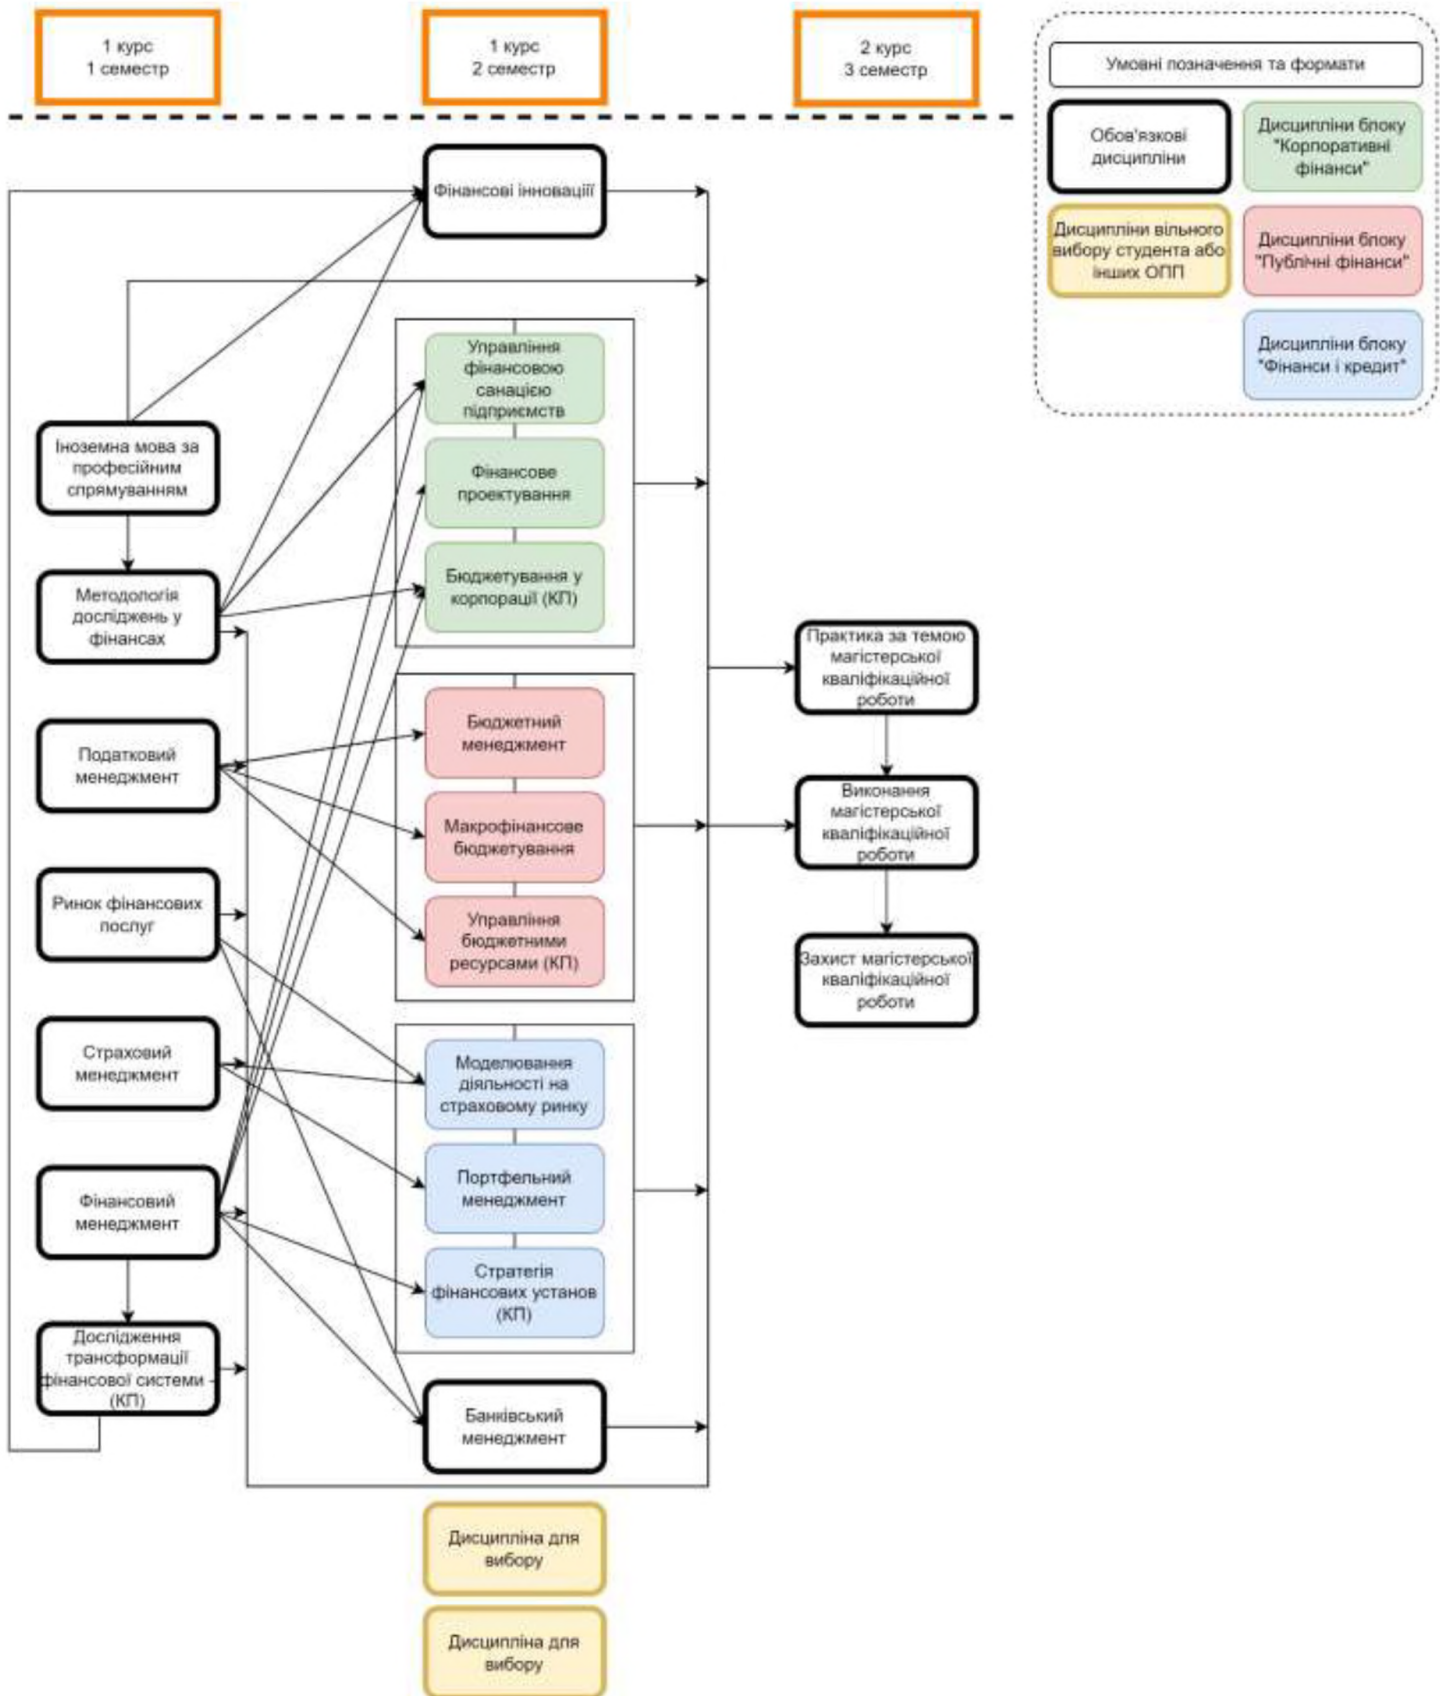 1 курс
1 семестр
1 курс
2 семестр
2 курс
3 семестр
Умовні позначення та формати
Обов'язкові
дисципліни
Дисципліни блоку
"Корпоративні
фінанси"
Дисципліни вільного
вибору студента або
інших ОПП
Дисципліни блоку
"Публічні фінанси"
Дисципліни блоку
"Фінанси і кредит"
Іноземна мова за
професійним
спрямуванням
Методологія
досліджень у
фінансах
Податковий
менеджмент
Ринок фінансових
послуг
Страховий
менеджмент
Фінансовий
менеджмент
Дослідження
трансформації
фінансової системи -
(КП)
Фінансові інноваціїї
Управління
фінансовою
санацією
підприємств
Фінансове
проектування
Бюджетування у
корпорації (КП)
Бюджетний
менеджмент
Макрофінансове
бюджетування
Управління
бюджетними
ресурсами (КП)
Моделювання
діяльності на
страховому ринку
Портфельний
менеджмент
Стратегія
фінансових установ
(КП)
Банківський
менеджмент
Дисципліна для
вибору
Дисципліна для
вибору
Практика за темою
магістерської
кваліфікаційної
роботи
Виконання
магістерської
кваліфікаційної
роботи
Захист магістерської
кваліфікаційної
роботи